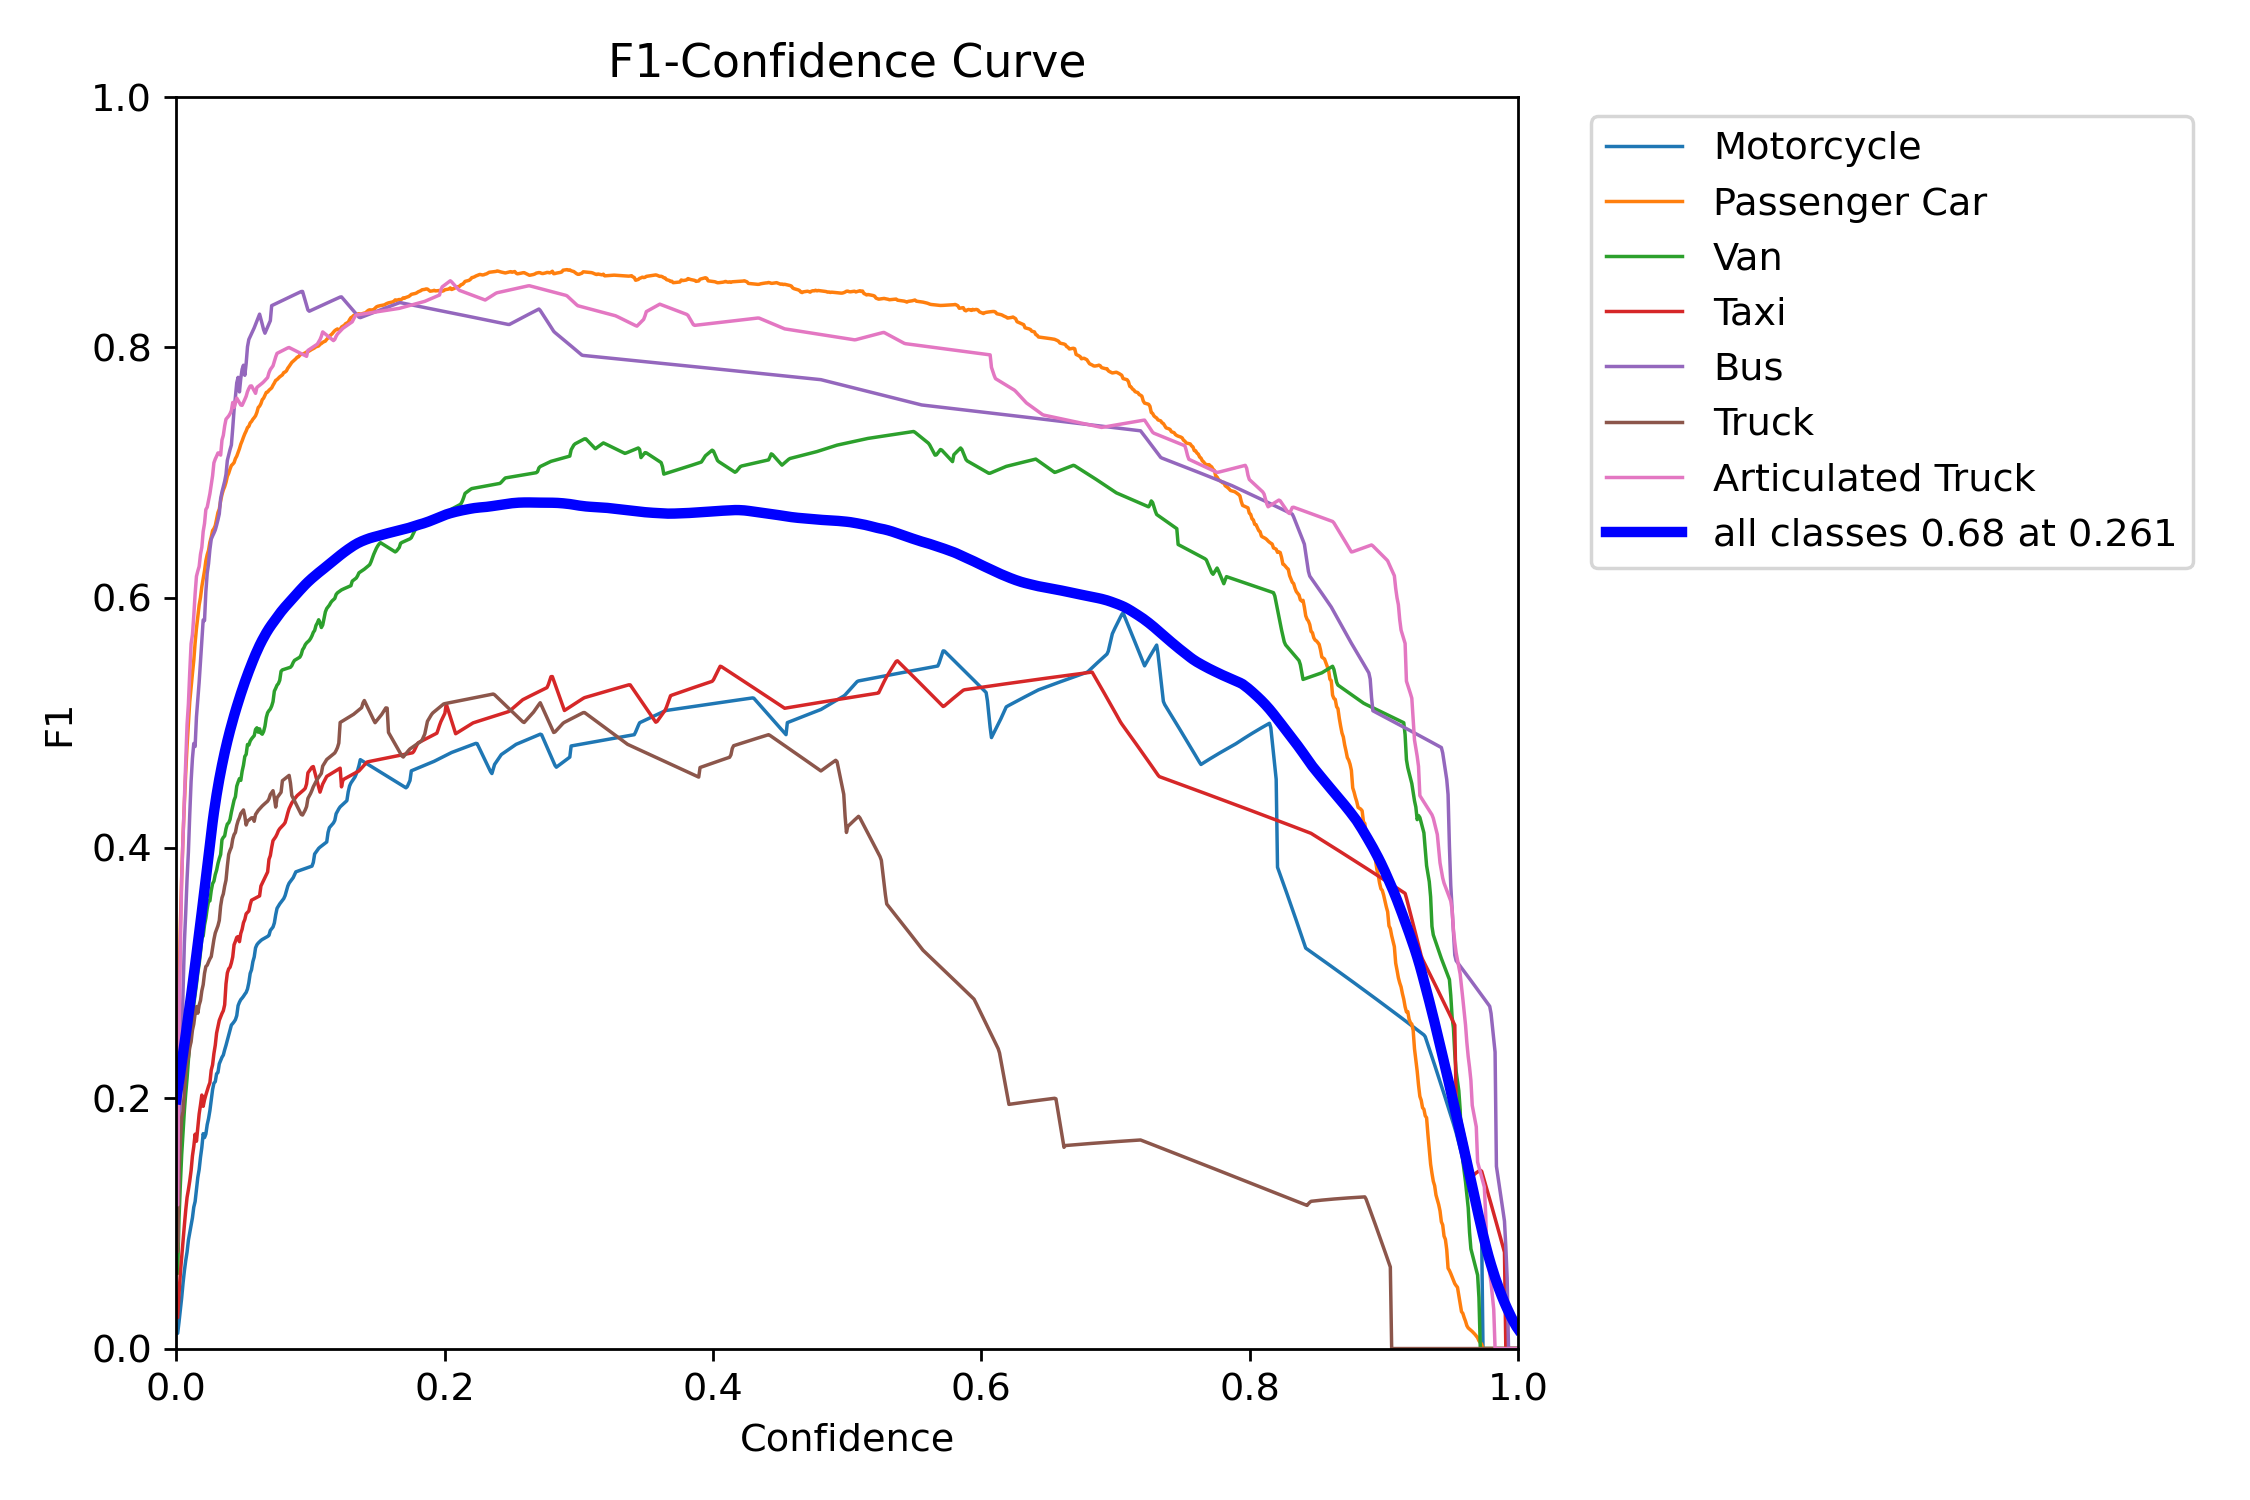 F1-Confidence Curve
1.0
0.8
0.6
0.4
0.2
0.0
F1
0.0 0.2 0.4 0.6 0.8 1.0
Confidence
Motorcycle
Passenger Car
Van
Taxi
Bus
Truck
Articulated Truck
all classes 0.68 at 0.261